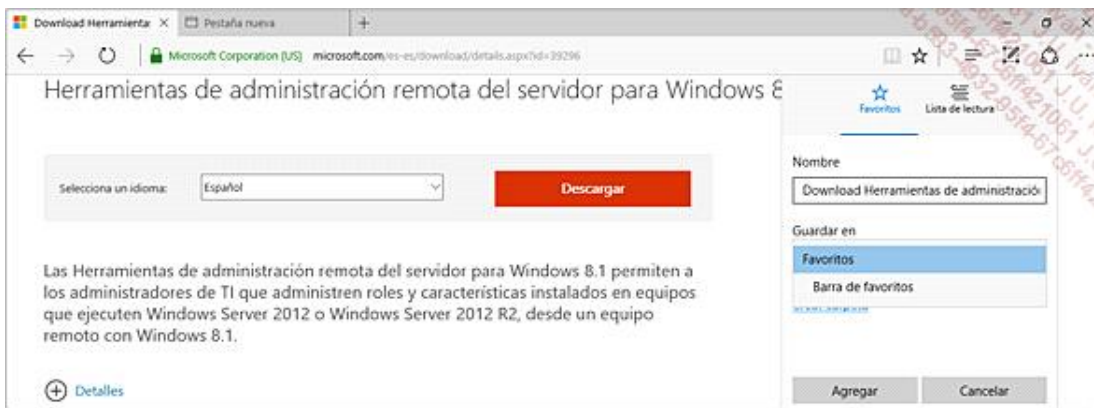 Download Herramienta:
Pestaña nueva
Microsoft Corporation [US] microsoft.com/es-es/download/details.aspx?id=39296
Herramientas de administración remota del servidor para Windows 8
Selecciona un idioma:
Español
Descargar
Las Herramientas de administración remota del servidor para Windows 8.1 permiten a
los administradores de TI que administren roles y características instalados en equipos
que ejecuten Windows Server 2012 o Windows Server 2012 R2, desde un equipo
remoto con Windows 8.1.
Detalles
Favoritos
Lista de lectura
Nombre
Download Herramientas de administració
Guardar en
Favoritos
Barra de favoritos
Agregar
Cancelar